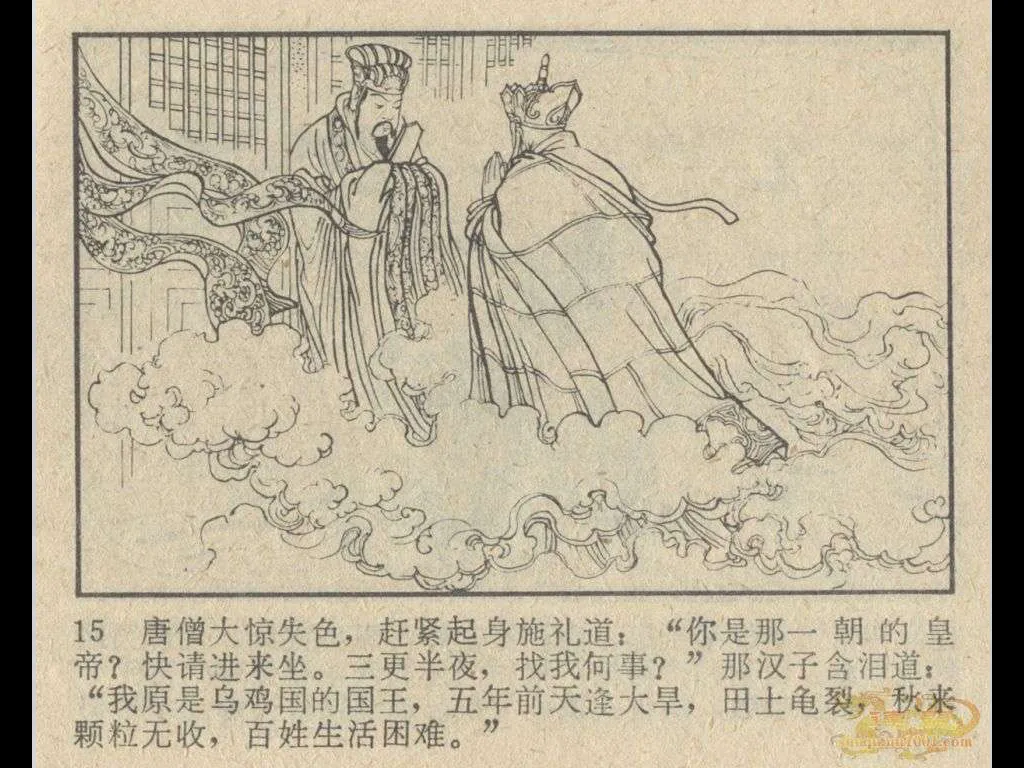 15 唐僧大惊失色，赶紧起身施礼道：“你是那一朝的皇
帝？快请进来坐。三更半夜，找我何事？”那汉子含泪道：
“我原是乌鸡国的国王，五年前天逢大旱，田土龟裂，秋来
颗粒无收，百姓生活困难。”